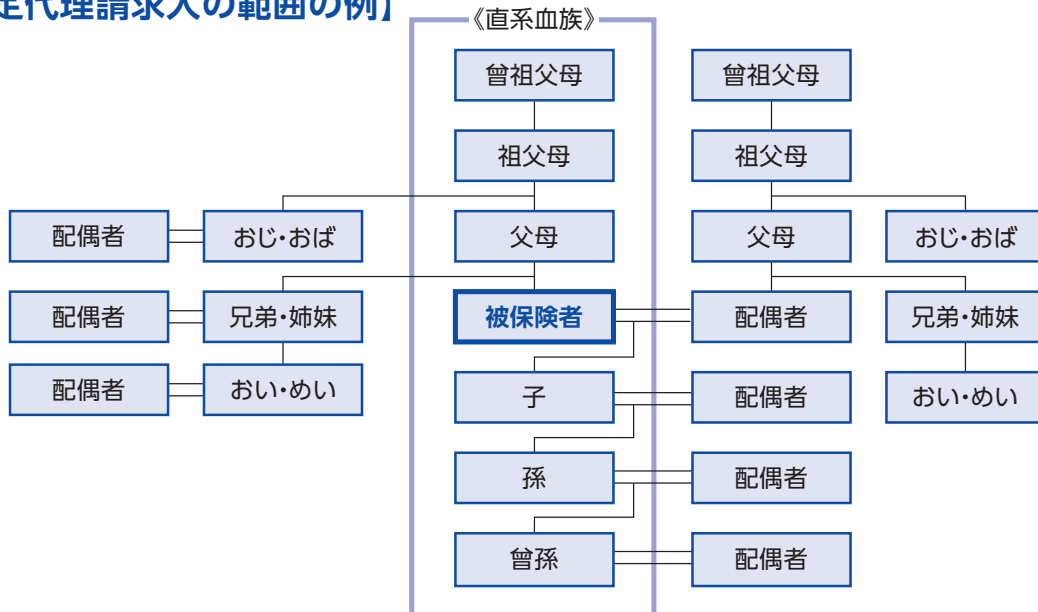 定代理請求人の範囲の例】
《直系血族》
曾祖父母 曾祖父母
祖父母 祖父母
配偶者 おじ・おば 父母 父母 おじ・おば
配偶者 兄弟・姉妹 被保険者 配偶者 兄弟・姉妹
配偶者 おい・めい 子 配偶者 おい・めい
孫 配偶者
曾孫 配偶者